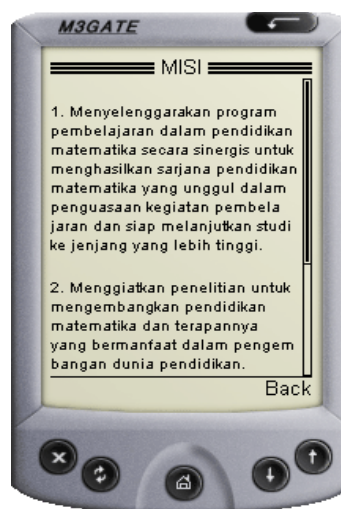 M3GATE
MISI
1. Menyelenggarakan program
pembelajaran dalam pendidikan
matematika secara sinergis untuk
menghasilkan sarjana pendidikan
matematika yang unggul dalam
penguasaan kegiatan pembela
jaran dan siap melanjutkan studi
ke jenjang yang lebih tinggi.
2. Menggiatkan penelitian untuk
mengembangkan pendidikan
matematika dan terapannya
yang bermanfaat dalam pengem
bangan dunia pendidikan.
Back